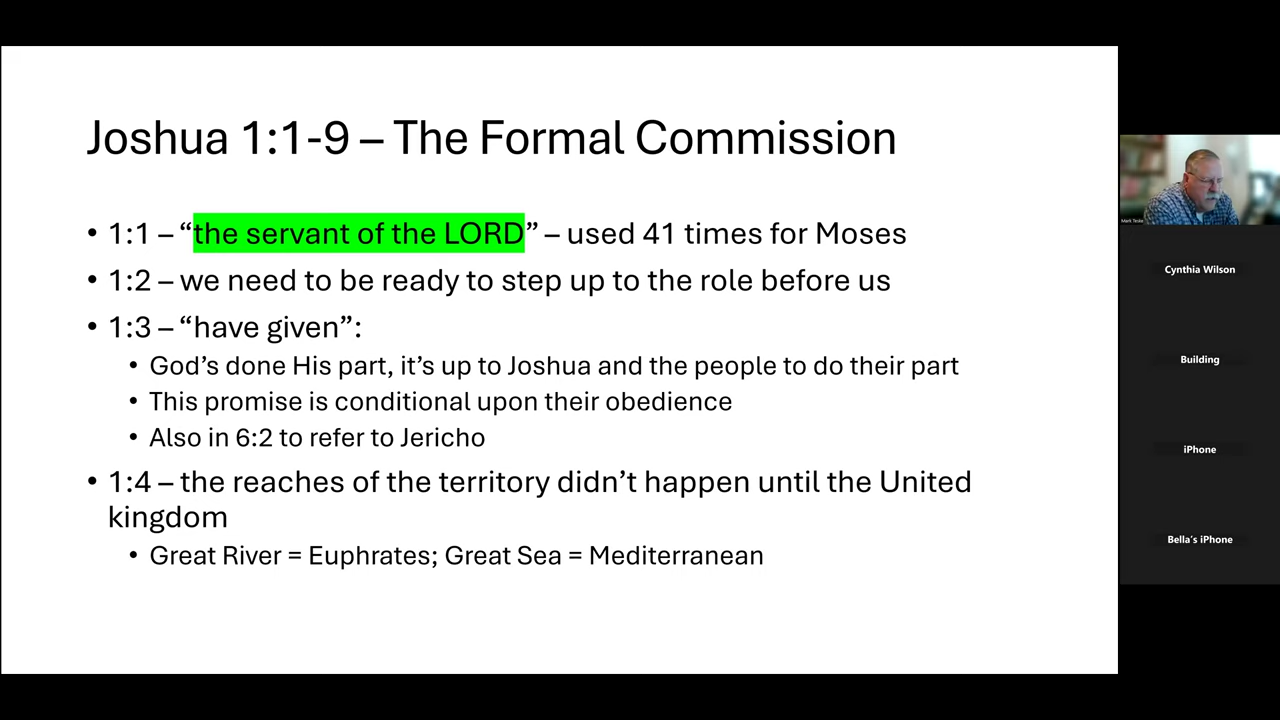 Joshua 1:1-9 – The Formal Commission
• 1:1 – “the servant of the LORD” – used 41 times for Moses
• 1:2 – we need to be ready to step up to the role before us
• 1:3 – “have given”:
• God’s done His part, it’s up to Joshua and the people to do their part
• This promise is conditional upon their obedience
• Also in 6:2 to refer to Jericho
• 1:4 – the reaches of the territory didn’t happen until the United
kingdom
• Great River = Euphrates; Great Sea = Mediterranean
Mark Teske
Cynthia Wilson
Building
iPhone
Bella’s iPhone